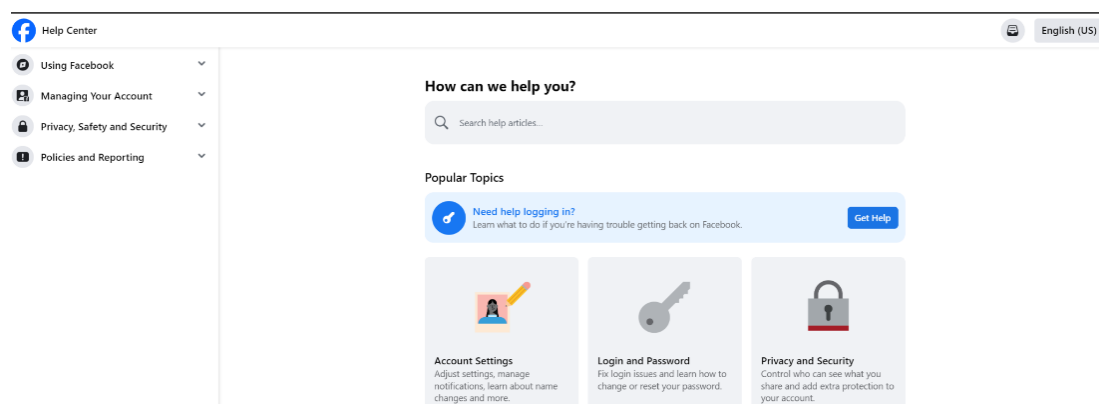 Help Center
English (US)
Using Facebook
Managing Your Account
Privacy, Safety and Security
Policies and Reporting
How can we help you?
Search help articles...
Popular Topics
Need help logging in?
Learn what to do if you're having trouble getting back on Facebook.
Get Help
Account Settings
Adjust settings, manage
notifications, learn about name
changes and more.
Login and Password
Fix login issues and learn how to
change or reset your password.
Privacy and Security
Control who can see what you
share and add extra protection to
your account.